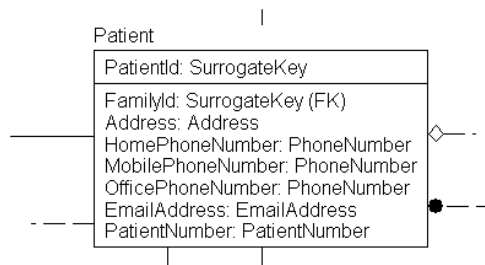 Patient
PatientId: SurrogateKey
FamilyId: SurrogateKey (FK)
Address: Address
HomePhoneNumber: PhoneNumber
MobilePhoneNumber: PhoneNumber
OfficePhoneNumber: PhoneNumber
EmailAddress: EmailAddress
PatientNumber: PatientNumber